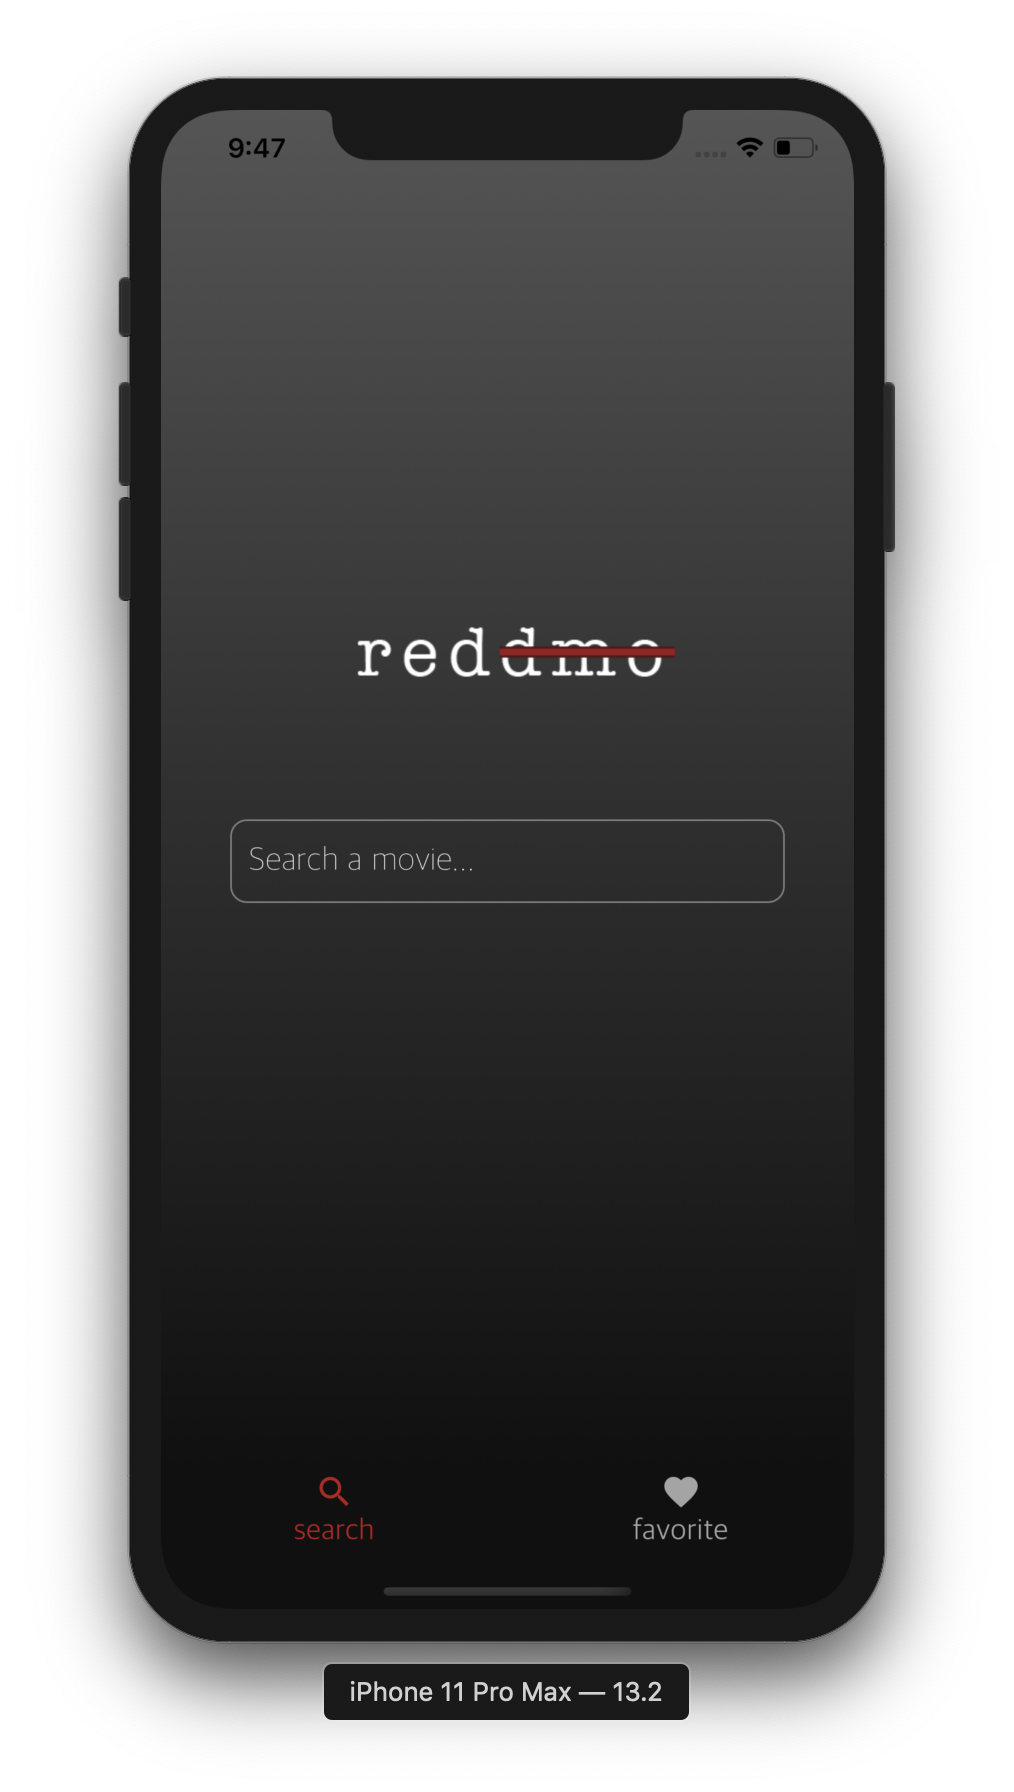 9:47
reddmo
Search a movie...
search
favorite
iPhone 11 Pro Max — 13.2